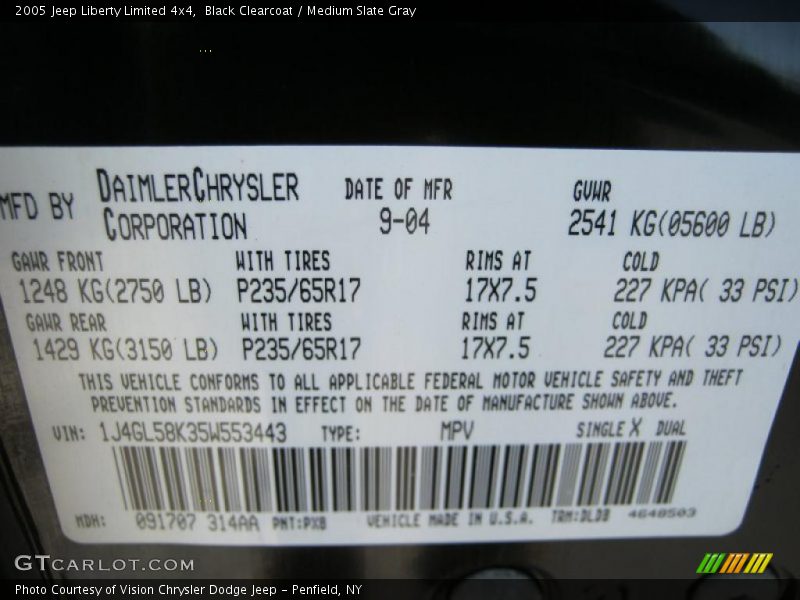 2005 Jeep Liberty Limited 4x4,  Black Clearcoat / Medium Slate Gray
MFD BY DAIMLERCHRYSLER CORPORATION DATE OF MFR 9-04 GVWR 2541 KG(05600 LB)
GAWR FRONT WITH TIRES RIMS AT COLD
1248 KG(2750 LB) P235/65R17 17X7.5 227 KPA( 33 PSI)
GAWR REAR WITH TIRES RIMS AT COLD
1429 KG(3150 LB) P235/65R17 17X7.5 227 KPA( 33 PSI)
THIS VEHICLE CONFORMS TO ALL APPLICABLE FEDERAL MOTOR VEHICLE SAFETY AND THEFT
PREVENTION STANDARDS IN EFFECT ON THE DATE OF MANUFACTURE SHOWN ABOVE.
VIN: 1J4GL58K35W553443 TYPE: MPV SINGLE X DUAL
MDH: 091707 314AA PNT:PX8 VEHICLE MADE IN U.S.A. TRM:DLDB 4648503
GTCARLOT.COM
Photo Courtesy of Vision Chrysler Dodge Jeep – Penfield, NY